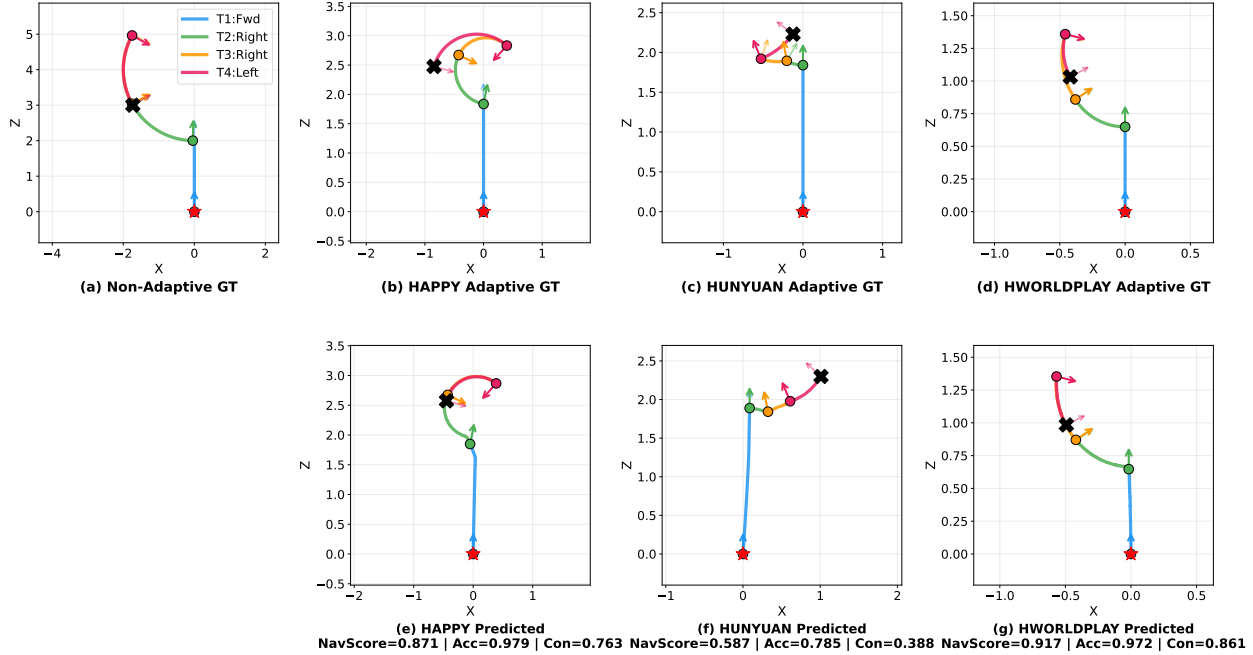 T1:Fwd
T2:Right
T3:Right
T4:Left
5
4
3
2
1
0
Z
−4
−2
0
2
X
(a) Non-Adaptive GT
3.5
3.0
2.5
2.0
1.5
1.0
0.5
0.0
−0.5
Z
−2
−1
0
1
X
(b) HAPPY Adaptive GT
2.5
2.0
1.5
1.0
0.5
0.0
Z
−1
0
1
X
(c) HUNYUAN Adaptive GT
1.50
1.25
1.00
0.75
0.50
0.25
0.00
Z
−1.0
−0.5
0.0
0.5
X
(d) HWORLDPLAY Adaptive GT
3.5
3.0
2.5
2.0
1.5
1.0
0.5
0.0
−0.5
Z
−2
−1
0
1
X
(e) HAPPY Predicted
NavScore=0.871 | Acc=0.979 | Con=0.763
2.5
2.0
1.5
1.0
0.5
0.0
Z
−1
0
1
2
X
(f) HUNYUAN Predicted
NavScore=0.587 | Acc=0.785 | Con=0.388
1.50
1.25
1.00
0.75
0.50
0.25
0.00
Z
−1.0
−0.5
0.0
0.5
X
(g) HWORLDPLAY Predicted
NavScore=0.917 | Acc=0.972 | Con=0.861